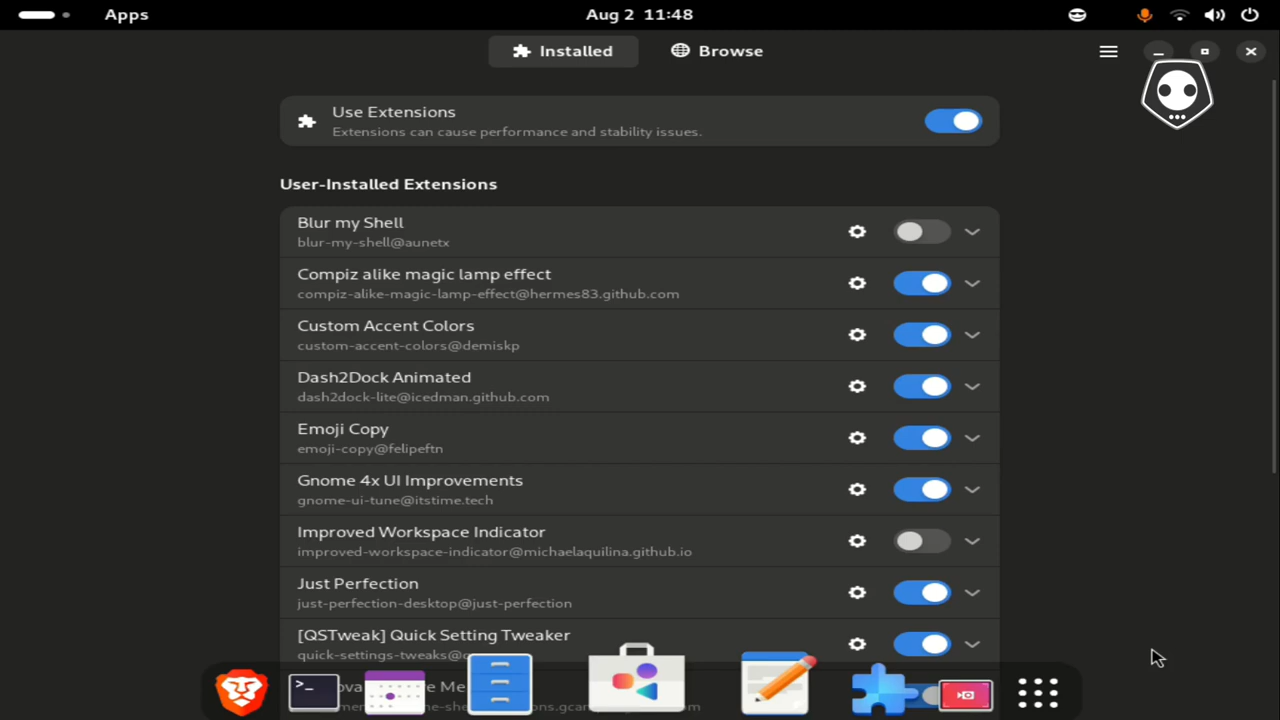 Apps
Aug 2 11:48
Installed
Browse
Use Extensions
Extensions can cause performance and stability issues.
User-Installed Extensions
Blur my Shell
blur-my-shell@aunetx
Compiz alike magic lamp effect
compiz-alike-magic-lamp-effect@hermes83.github.com
Custom Accent Colors
custom-accent-colors@demiskp
Dash2Dock Animated
dash2dock-lite@icedman.github.com
Emoji Copy
emoji-copy@felipeftn
Gnome 4x UI Improvements
gnome-ui-tune@itstime.tech
Improved Workspace Indicator
improved-workspace-indicator@michaelaquilina.github.io
Just Perfection
just-perfection-desktop@just-perfection
[QSTweak] Quick Setting Tweaker
quick-settings-tweaks@q
>_